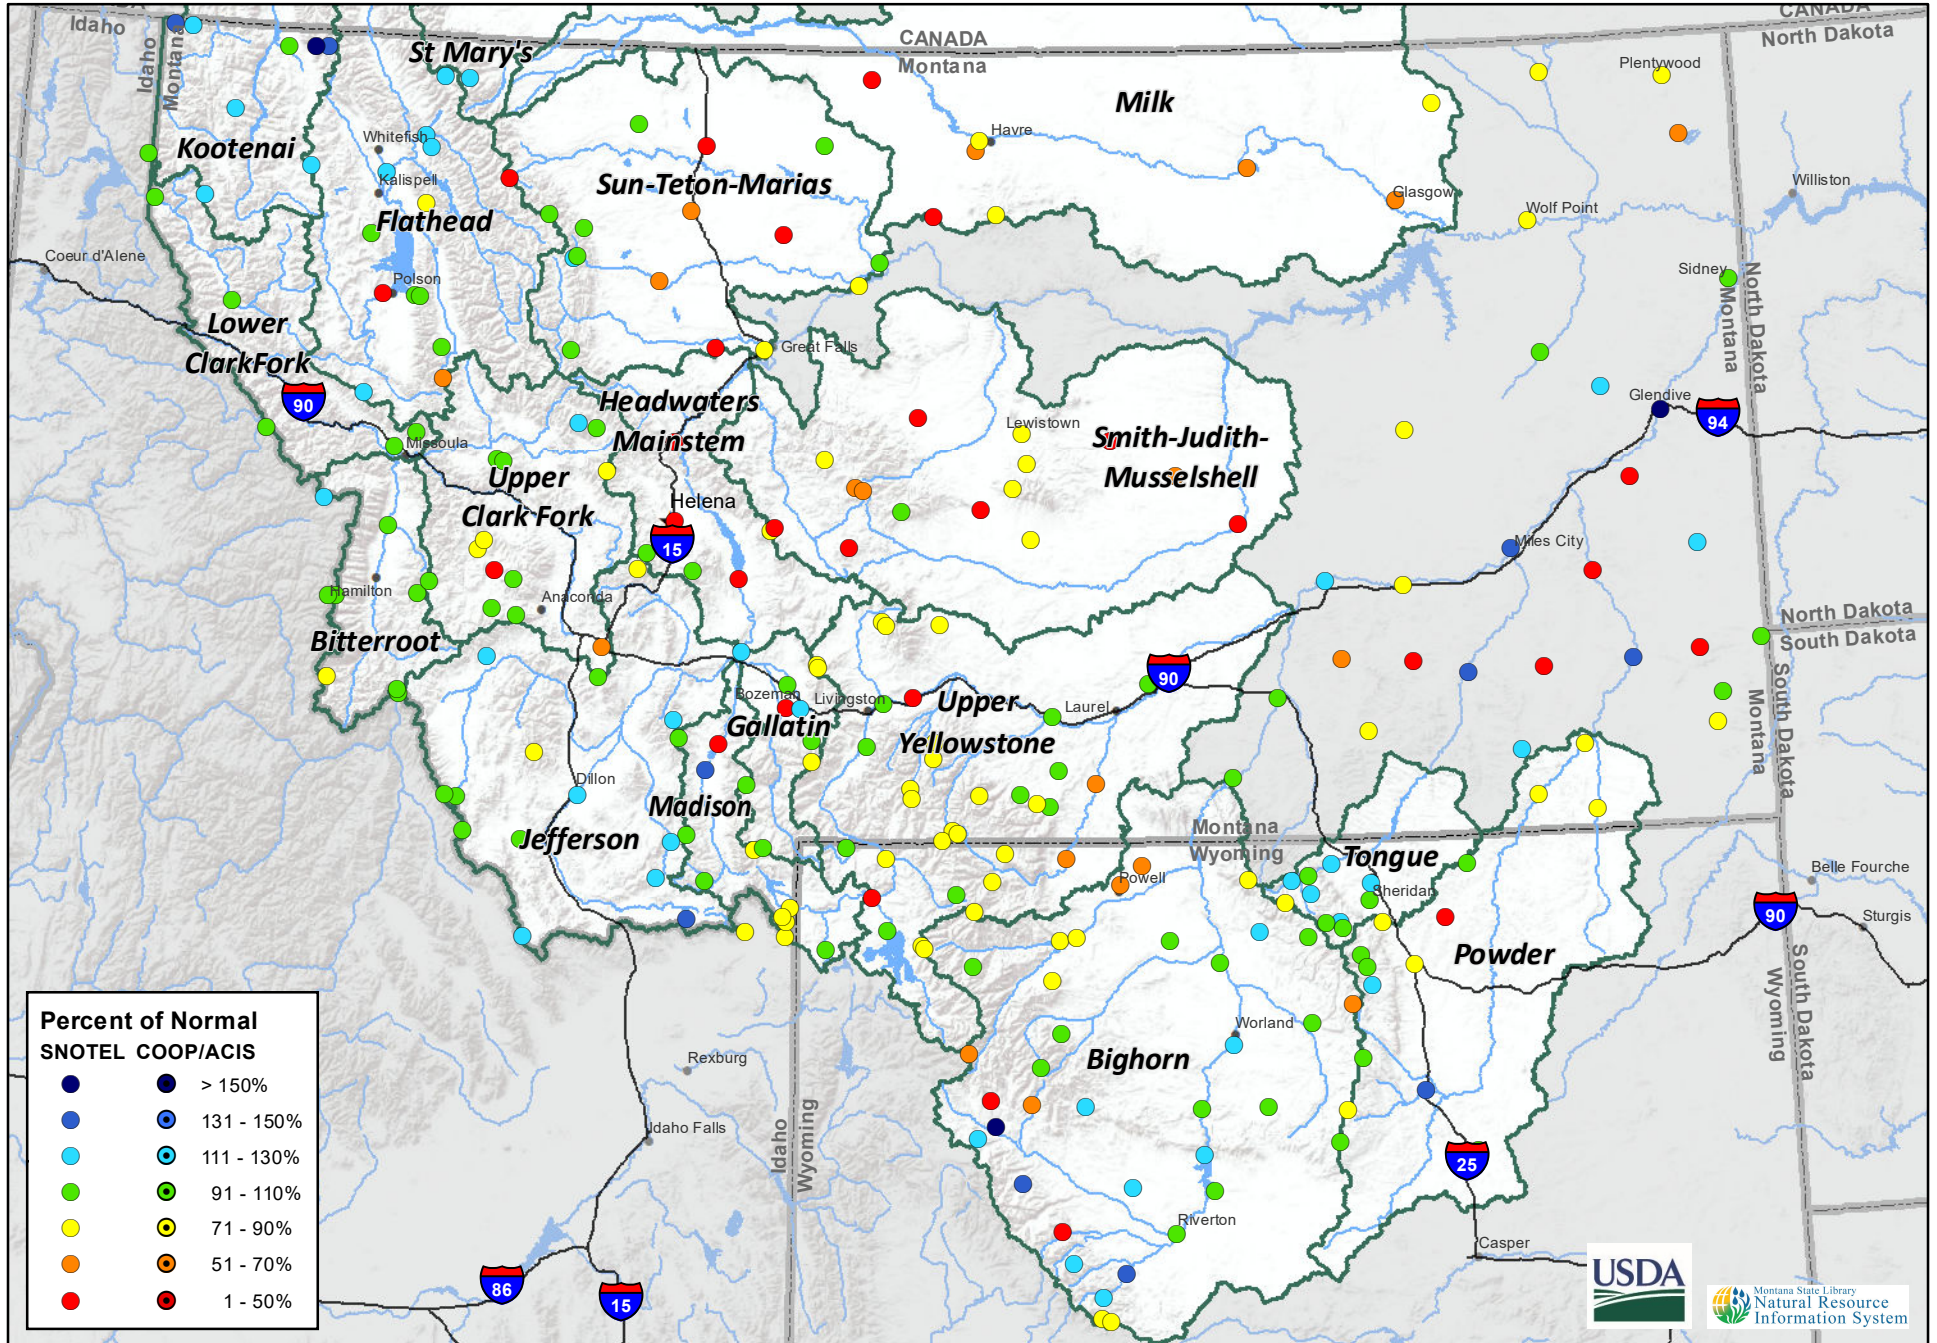 CANADA
CANADA
Idaho
North Dakota
Idaho
Montana
St Mary's
CANADA
Montana
Plentywood
Milk
Havre
Whitefish
Kootenai
Kalispell
Sun-Teton-Marias
Glasgow
Williston
Flathead
Wolf Point
Coeur d'Alene
Polson
Sidney
North Dakota
Montana
Lower
ClarkFork
Great Falls
90
Headwaters
Mainstem
Glendive
94
Lewistown
Smith-Judith-
Musselshell
Missoula
Upper
Clark Fork
Helena
15
Miles City
Hamilton
Anaconda
North Dakota
South Dakota
Bitterroot
90
Bozeman
Livingston
Upper
Yellowstone
Laurel
Gallatin
South Dakota
Montana
Dillon
Madison
Jefferson
Montana
Wyoming
Tongue
Powell
Sheridan
Belle Fourche
90
Sturgis
Powder
South Dakota
Wyoming
Percent of Normal
SNOTEL COOP/ACIS
> 150%
131 - 150%
111 - 130%
91 - 110%
71 - 90%
51 - 70%
1 - 50%
Worland
Rexburg
Bighorn
Idaho Falls
Idaho
Wyoming
25
Riverton
Casper
86
15
USDA
Montana State Library
Natural Resource
Information System